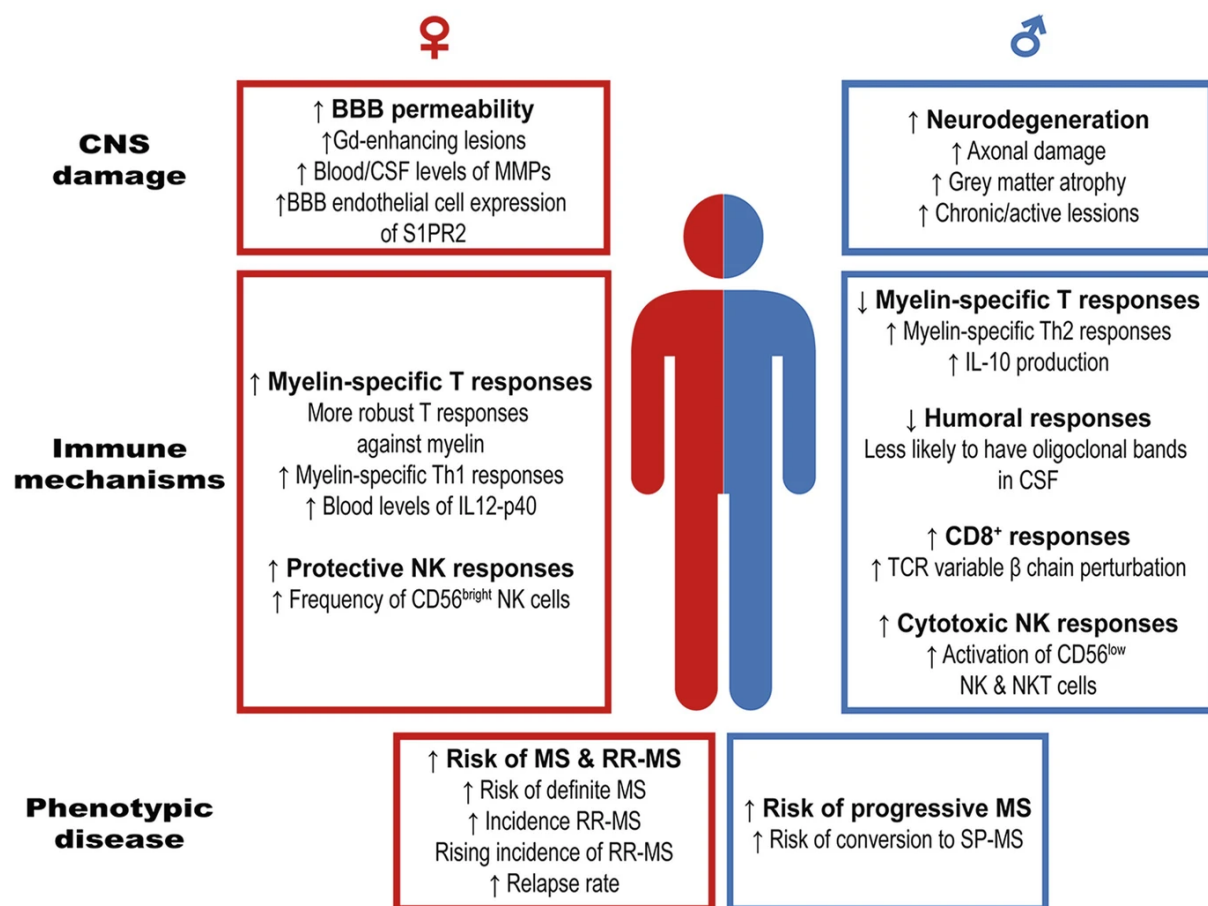 ♀
♂
CNS
damage
↑ BBB permeability
↑Gd-enhancing lesions
↑ Blood/CSF levels of MMPs
↑BBB endothelial cell expression
of S1PR2
↑ Neurodegeneration
↑ Axonal damage
↑ Grey matter atrophy
↑ Chronic/active lessions
Immune
mechanisms
↑ Myelin-specific T responses
More robust T responses
against myelin
↑ Myelin-specific Th1 responses
↑ Blood levels of IL12-p40
↑ Protective NK responses
↑ Frequency of CD56bright NK cells
↓ Myelin-specific T responses
↑ Myelin-specific Th2 responses
↑ IL-10 production
↓ Humoral responses
Less likely to have oligoclonal bands
in CSF
↑ CD8⁺ responses
↑ TCR variable β chain perturbation
↑ Cytotoxic NK responses
↑ Activation of CD56low
NK & NKT cells
Phenotypic
disease
↑ Risk of MS & RR-MS
↑ Risk of definite MS
↑ Incidence RR-MS
Rising incidence of RR-MS
↑ Relapse rate
↑ Risk of progressive MS
↑ Risk of conversion to SP-MS